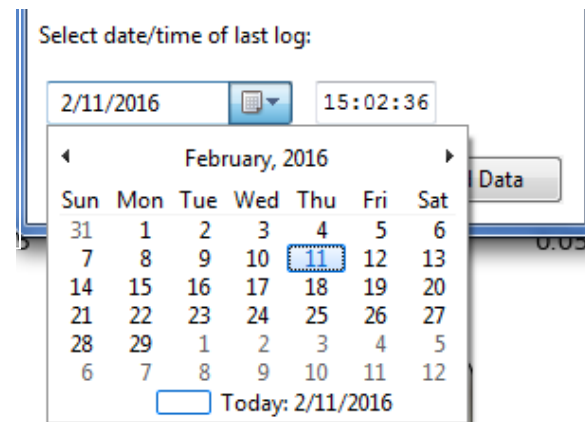 Select date/time of last log:
2/11/2016 15:02:36
February, 2016
Data
Sun Mon Tue Wed Thu Fri Sat
31 1 2 3 4 5 6
0.05
7 8 9 10 11 12 13
14 15 16 17 18 19 20
21 22 23 24 25 26 27
28 29 1 2 3 4 5
6 7 8 9 10 11 12
Today: 2/11/2016